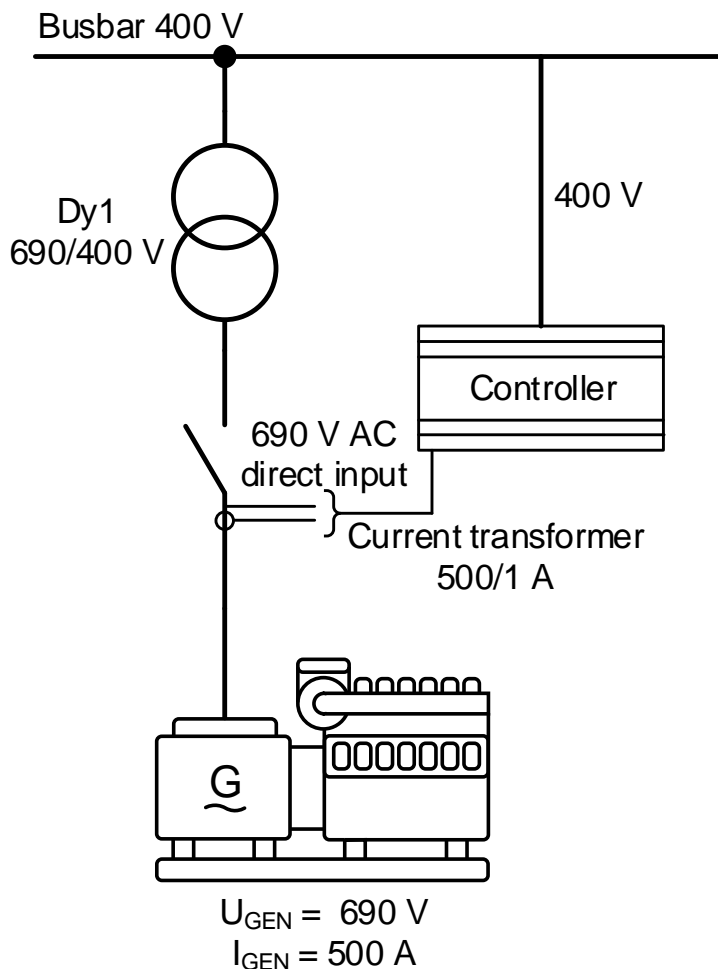 Busbar 400 V
Dy1
690/400 V
400 V
Controller
690 V AC
direct input
Current transformer
500/1 A
G
U_GEN = 690 V
I_GEN = 500 A